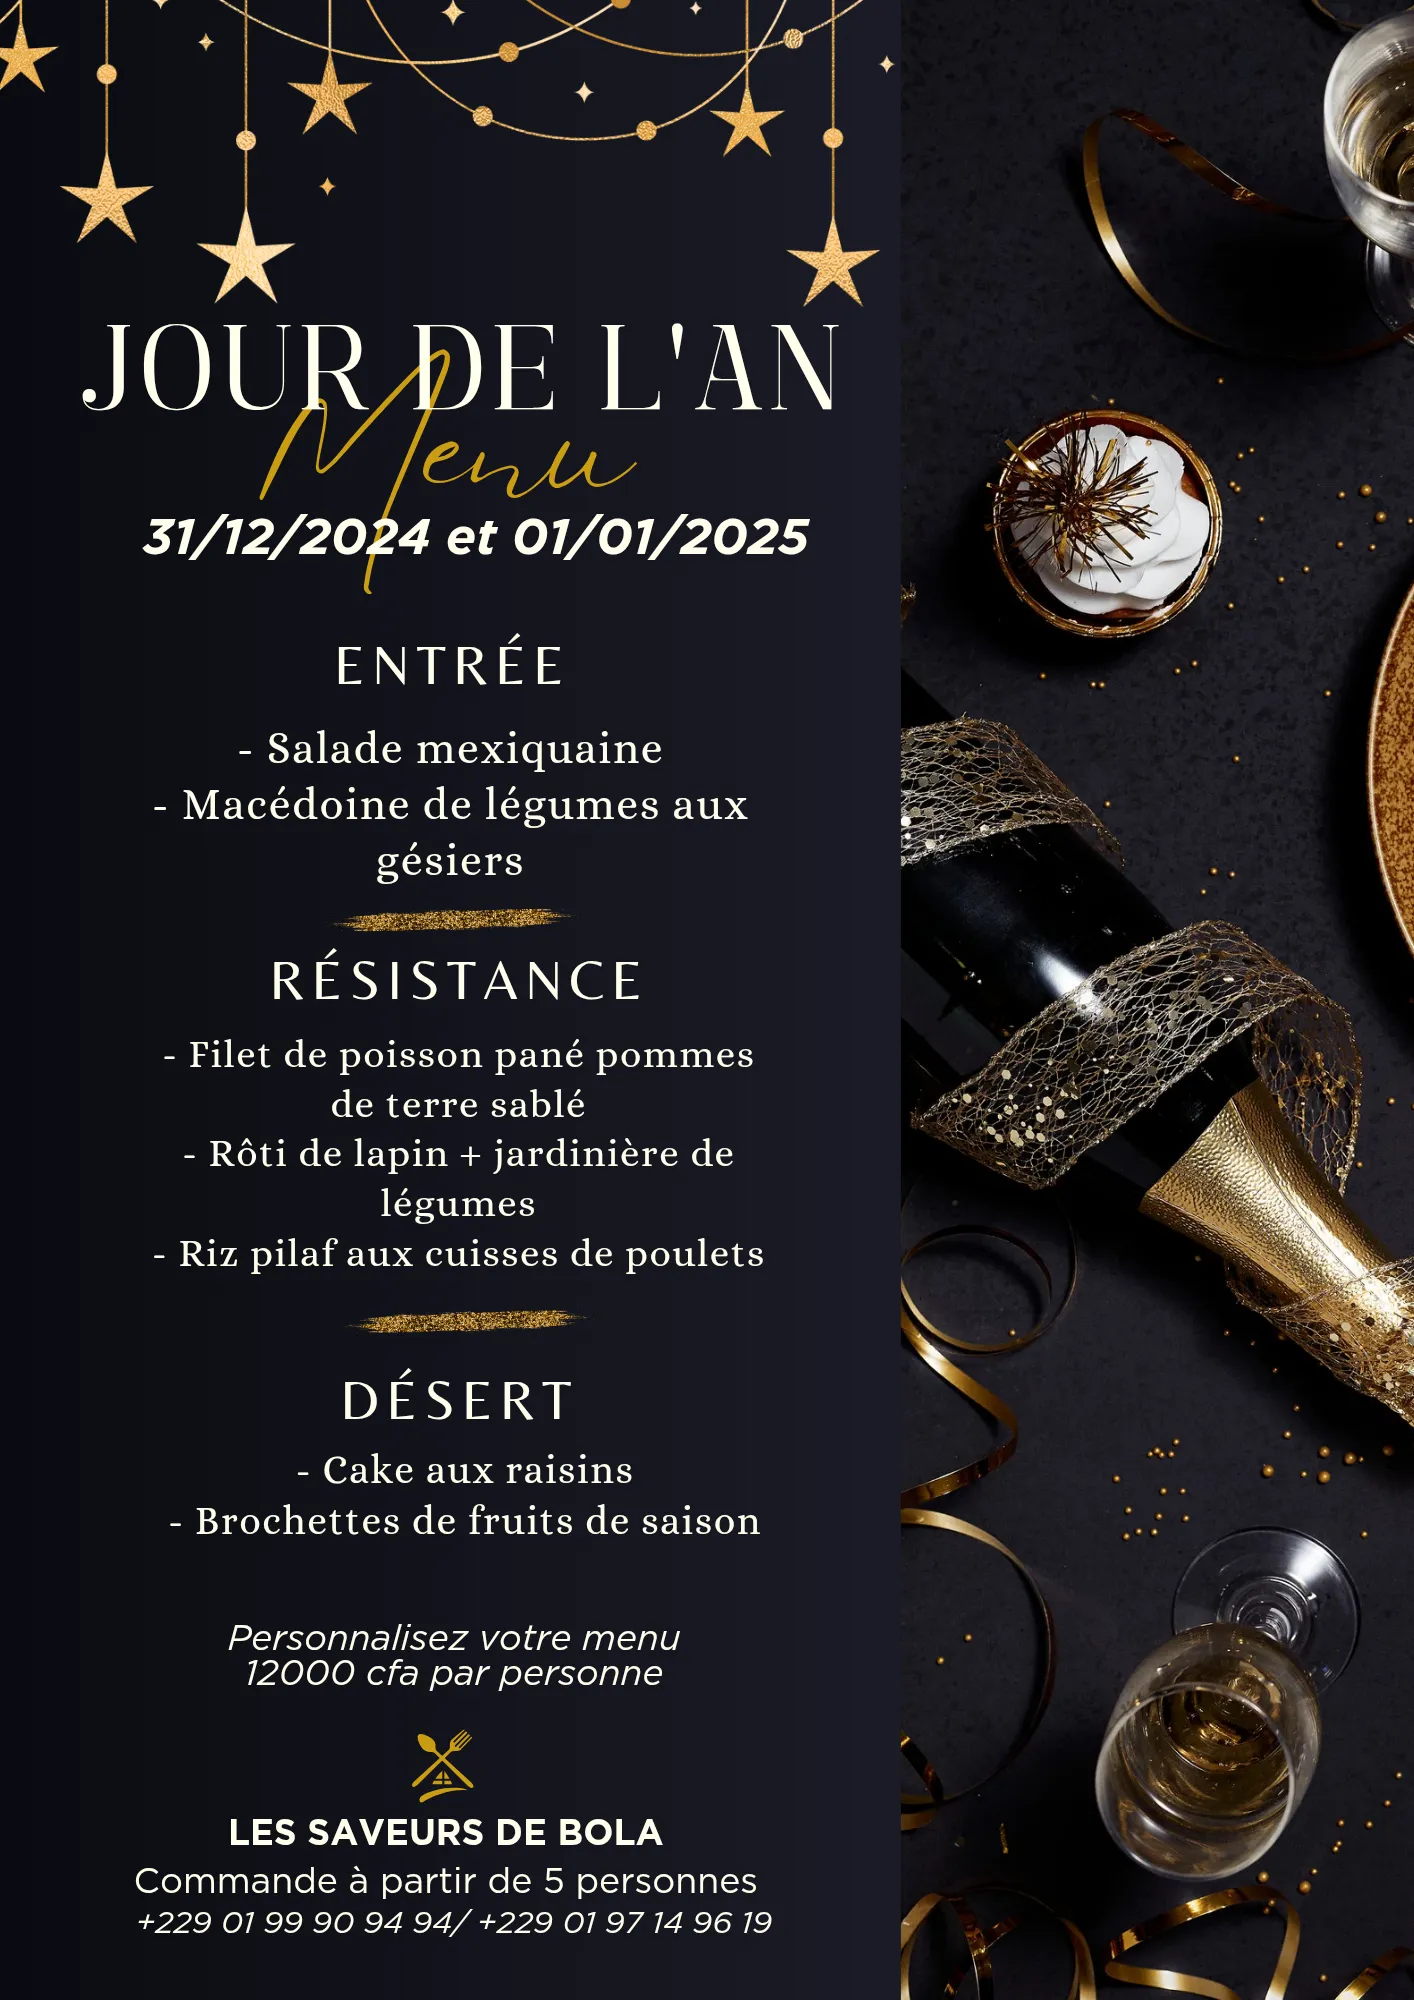 JOUR DE L'AN
Menu
31/12/2024 et 01/01/2025
ENTRÉE
- Salade mexiquaine
- Macédoine de légumes aux
gésiers
RÉSISTANCE
- Filet de poisson pané pommes
de terre sablé
- Rôti de lapin + jardinière de
légumes
- Riz pilaf aux cuisses de poulets
DÉSERT
- Cake aux raisins
- Brochettes de fruits de saison
Personnalisez votre menu
12000 cfa par personne
LES SAVEURS DE BOLA
Commande à partir de 5 personnes
+229 01 99 90 94 94/ +229 01 97 14 96 19